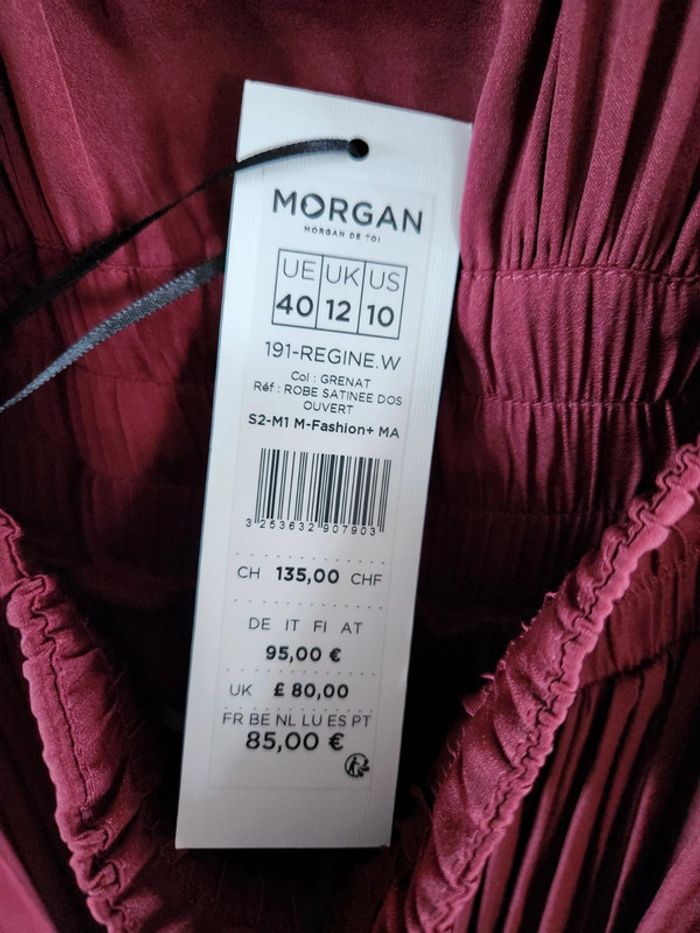 MORGAN
MORGAN DE TOI
UE UK US
40 12 10
191-REGINE.W
Col : GRENAT
Réf : ROBE SATINEE DOS
OUVERT
S2-M1 M-Fashion+ MA
3 253632 907903
CH 135,00 CHF
DE IT FI AT
95,00 €
UK £ 80,00
FR BE NL LU ES PT
85,00 €